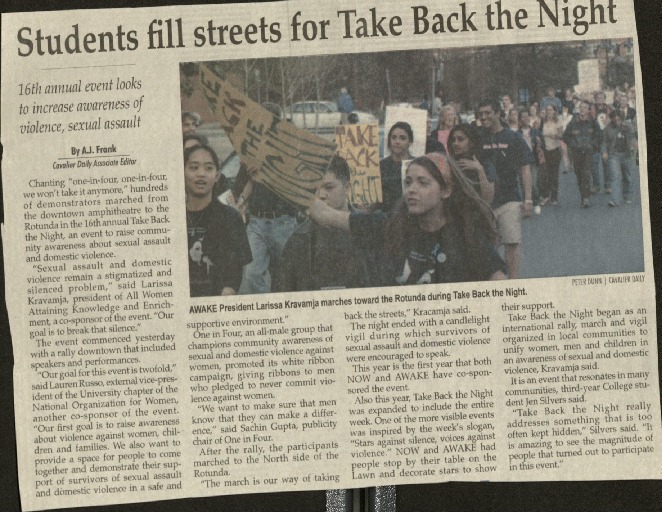 Students fill streets for Take Back the Night
16th annual event looks
to increase awareness of
violence, sexual assault
By A.J. Frank
Cavalier Daily Associate Editor
Chanting "one-in-four, one-in-four,
we won't take it anymore," hundreds
of demonstrators marched from
the downtown amphitheatre to the
Rotunda in the 16th annual Take Back
the Night, an event to raise commu-
nity awareness about sexual assault
and domestic violence.
"Sexual assault and domestic
violence remain a stigmatized and
silenced problem," said Larissa
Kravamja, president of All Women
Attaining Knowledge and Enrich-
ment, a co-sponsor of the event. "Our
goal is to break that silence."
The event commenced yesterday
with a rally downtown that included
speakers and performances.
"Our goal for this event is twofold,"
said Lauren Russo, external vice-pres-
ident of the University chapter of the
National Organization for Women,
another co-sponsor of the event.
"Our first goal is to raise awareness
about violence against women, chil-
dren and families. We also want to
provide a space for people to come
together and demonstrate their sup-
port of survivors of sexual assault
and domestic violence in a safe and
TAKE
BACK
THE
NIGHT
TAKE
BACK
NIGHT
PETER DUNN | CAVALIER DAILY
AWAKE President Larissa Kravamja marches toward the Rotunda during Take Back the Night.
supportive environment."
One in Four, an all-male group that
champions community awareness of
sexual and domestic violence against
women, promoted its white ribbon
campaign, giving ribbons to men
who pledged to never commit vio-
lence against women.
"We want to make sure that men
know that they can make a differ-
ence," said Sachin Gupta, publicity
chair of One in Four.
After the rally, the participants
marched to the North side of the
Rotunda.
"The march is our way of taking
back the streets," Kracamja said.
The night ended with a candlelight
vigil during which survivors of
sexual assault and domestic violence
were encouraged to speak.
This year is the first year that both
NOW and AWAKE have co-spon-
sored the event.
Also this year, Take Back the Night
was expanded to include the entire
week. One of the more visible events
was inspired by the week's slogan,
"Stars against silence, voices against
violence." NOW and AWAKE had
people stop by their table on the
Lawn and decorate stars to show
their support.
Take Back the Night began as an
international rally, march and vigil
organized in local communities to
unify women, men and children in
an awareness of sexual and domestic
violence, Kravamja said.
It is an event that resonates in many
communities, third-year College stu-
dent Jen Silvers said.
"Take Back the Night really
addresses something that is too
often kept hidden," Silvers said. "It
is amazing to see the magnitude of
people that turned out to participate
in this event."